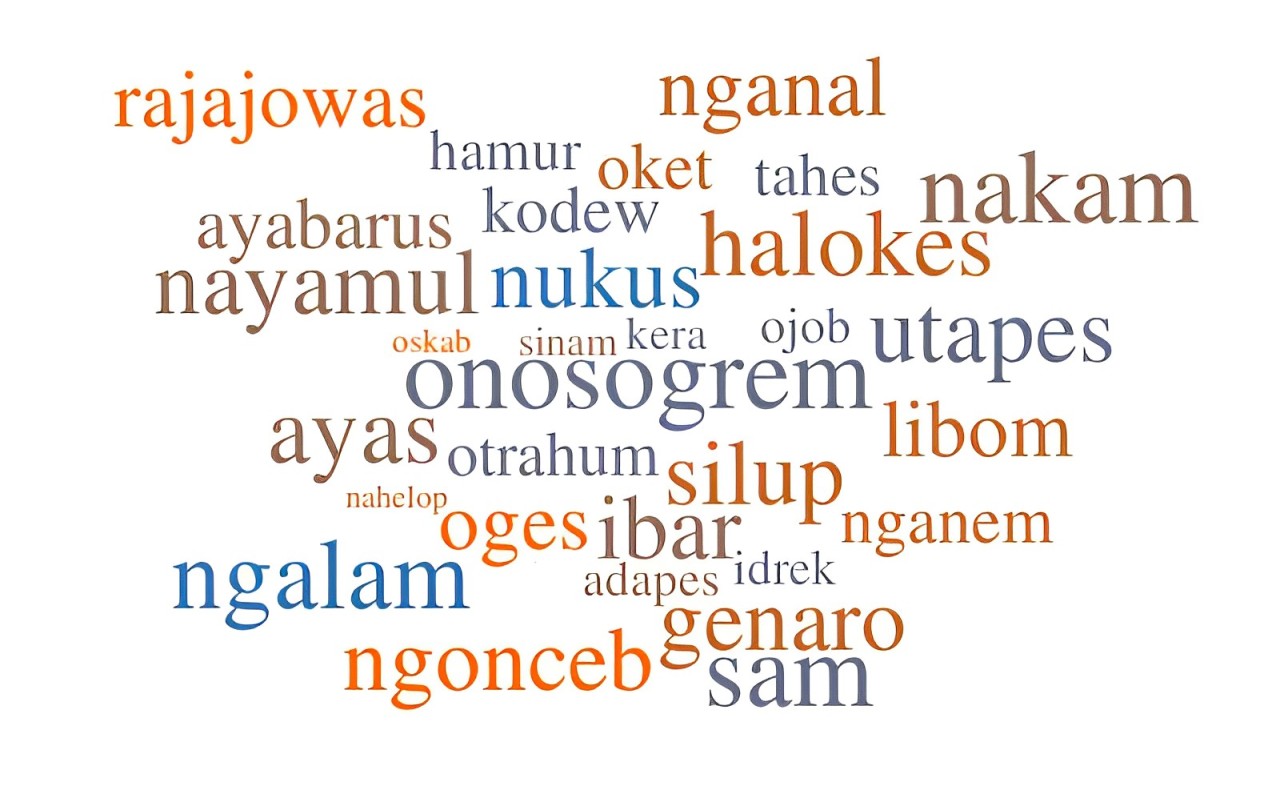 rajajowas
nganal
hamur
oket
tahes
nakam
ayabarus
kodew
halokes
nayamul
nukus
oskab
sinam
kera
ojob
utapes
onosogrem
ayas
otrahum
libom
silup
nahelop
oges
ibar
nganem
ngalam
adapes
idrek
genaro
ngonceb
sam